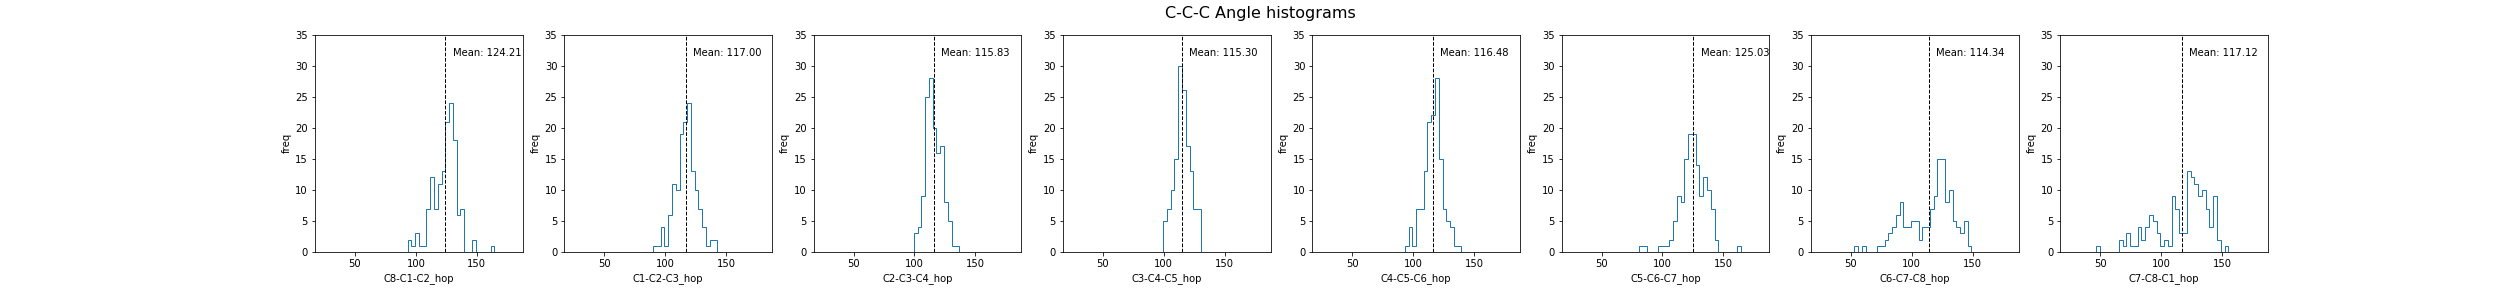 C-C-C Angle histograms
35
30
25
20
15
10
5
0
freq
Mean: 124.21
50 100 150
C8-C1-C2_hop
35
30
25
20
15
10
5
0
freq
Mean: 117.00
50 100 150
C1-C2-C3_hop
35
30
25
20
15
10
5
0
freq
Mean: 115.83
50 100 150
C2-C3-C4_hop
35
30
25
20
15
10
5
0
freq
Mean: 115.30
50 100 150
C3-C4-C5_hop
35
30
25
20
15
10
5
0
freq
Mean: 116.48
50 100 150
C4-C5-C6_hop
35
30
25
20
15
10
5
0
freq
Mean: 125.03
50 100 150
C5-C6-C7_hop
35
30
25
20
15
10
5
0
freq
Mean: 114.34
50 100 150
C6-C7-C8_hop
35
30
25
20
15
10
5
0
freq
Mean: 117.12
50 100 150
C7-C8-C1_hop